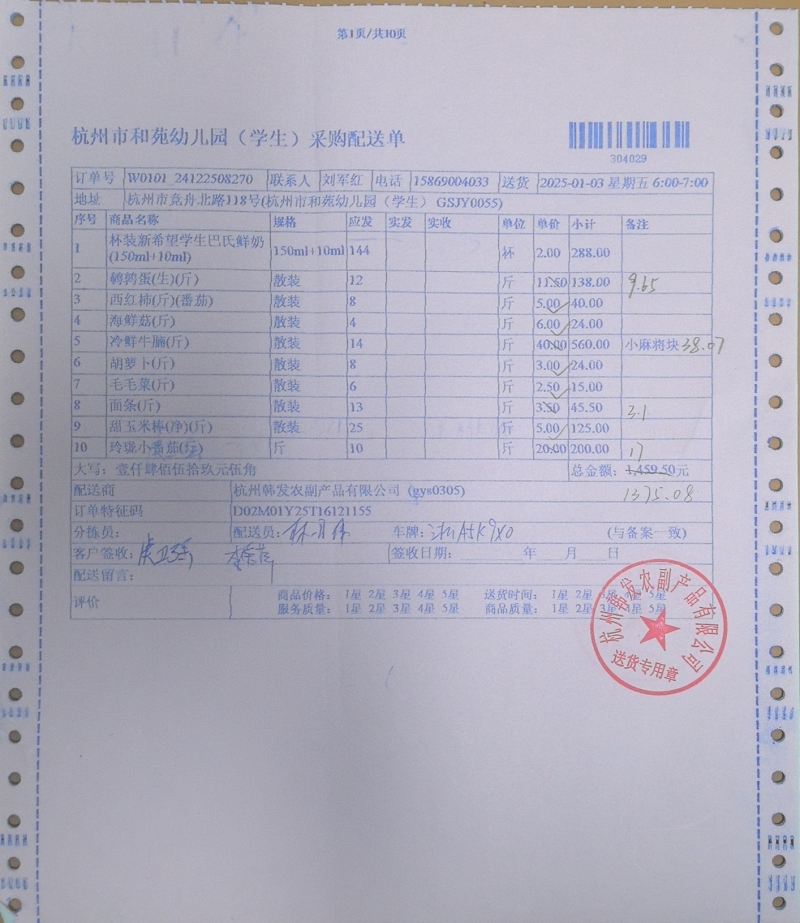 第1页/共10页
杭州市和苑幼儿园（学生）采购配送单
304029
订单号 W0101_24122508270 联系人 刘军红 电话 15869004033 送货 2025-01-03 星期五 6:00-7:00
地址 杭州市竞舟北路118号(杭州市和苑幼儿园（学生） GSJY0055)
序号 商品名称 规格 应发 实发 实收 单位 单价 小计 备注
1 杯装新希望学生巴氏鲜奶(150ml+10ml) 150ml+10ml 144 杯 2.00 288.00
2 鹌鹑蛋(生)(斤) 散装 12 斤 11.50 138.00 9.65
3 西红柿(斤)(番茄) 散装 8 斤 5.00 40.00
4 海鲜菇(斤) 散装 4 斤 6.00 24.00
5 冷鲜牛腩(斤) 散装 14 斤 40.00 560.00 小麻将块 38.07
6 胡萝卜(斤) 散装 8 斤 3.00 24.00
7 毛毛菜(斤) 散装 6 斤 2.50 15.00
8 面条(斤) 散装 13 斤 3.50 45.50 3.1
9 甜玉米棒(净)(斤) 散装 25 斤 5.00 125.00
10 玲珑小番茄(斤) 斤 10 斤 20.00 200.00 17
大写：壹仟肆佰伍拾玖元伍角 总金额：1,459.50元
1375.08
配送商 杭州韩发农副产品有限公司 (gys0305)
订单特征码 D02M01Y25T16121155
分拣员： 配送员： 车牌：浙A5K9X0 (与备案一致)
客户签收： 签收日期： 年 月 日
配送留言：
评价 商品价格： 1星 2星 3星 4星 5星 送货时间： 1星 2星 3星 4星 5星
服务质量： 1星 2星 3星 4星 5星 商品质量： 1星 2星 3星 4星 5星
杭州韩发农副产品有限公司
送货专用章